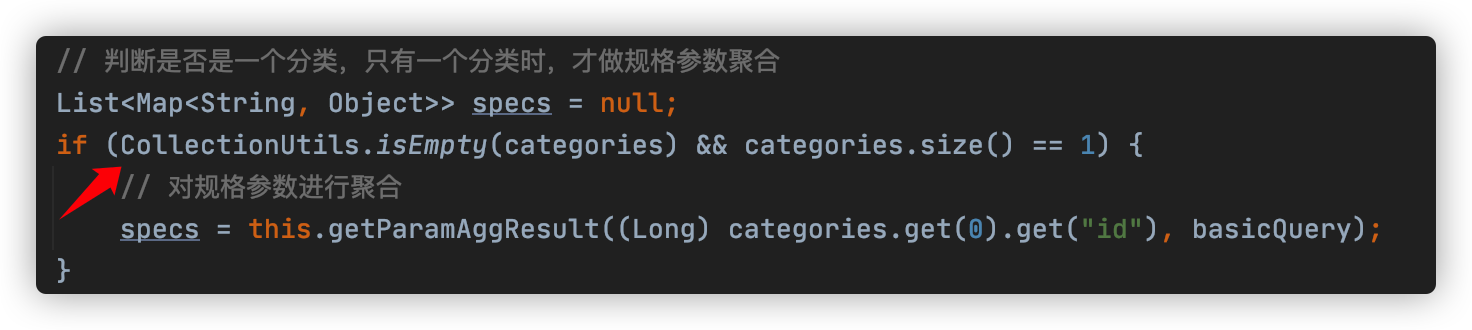 // 判断是否是一个分类，只有一个分类时，才做规格参数聚合
List<Map<String, Object>> specs = null;
if (CollectionUtils.isEmpty(categories) && categories.size() == 1) {
// 对规格参数进行聚合
specs = this.getParamAggResult((Long) categories.get(0).get("id"), basicQuery);
}